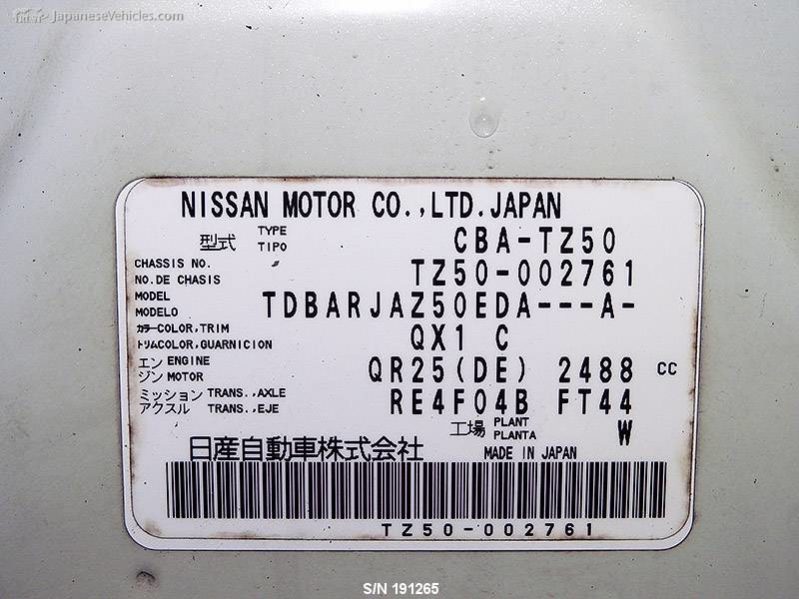 JapaneseVehicles.com
NISSAN MOTOR CO.,LTD.JAPAN
型式 TYPE TIPO CBA-TZ50
CHASSIS NO.
NO.DE CHASIS TZ50-002761
MODEL
MODELO TDBARJAZ50EDA---A-
カラーCOLOR,TRIM
トリムCOLOR,GUARNICION QX1 C
エンジン ENGINE MOTOR QR25(DE) 2488 CC
ミッション TRANS.,AXLE
アクスル TRANS.,EJE RE4F04B FT44
工場 PLANT PLANTA W
日産自動車株式会社 MADE IN JAPAN
TZ50-002761
S/N 191265